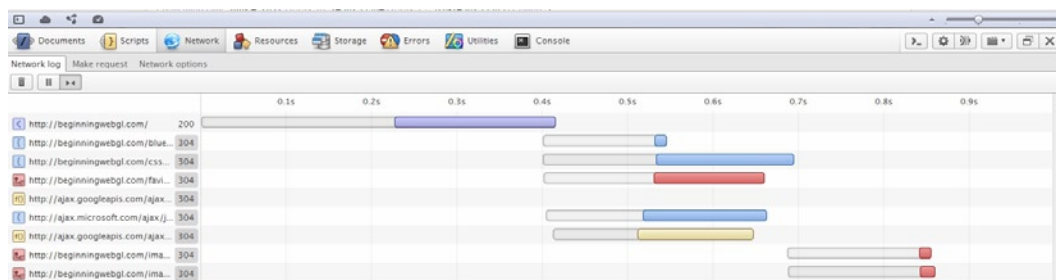 Documents Scripts Network Resources Storage Errors Utilities Console
Network log Make request Network options
0.1s 0.2s 0.3s 0.4s 0.5s 0.6s 0.7s 0.8s 0.9s
http://beginningwebgl.com/ 200
http://beginningwebgl.com/blue... 304
http://beginningwebgl.com/css... 304
http://beginningwebgl.com/favi... 304
http://ajax.googleapis.com/ajax... 304
http://ajax.microsoft.com/ajax/j... 304
http://ajax.googleapis.com/ajax... 304
http://beginningwebgl.com/ima... 304
http://beginningwebgl.com/ima... 304